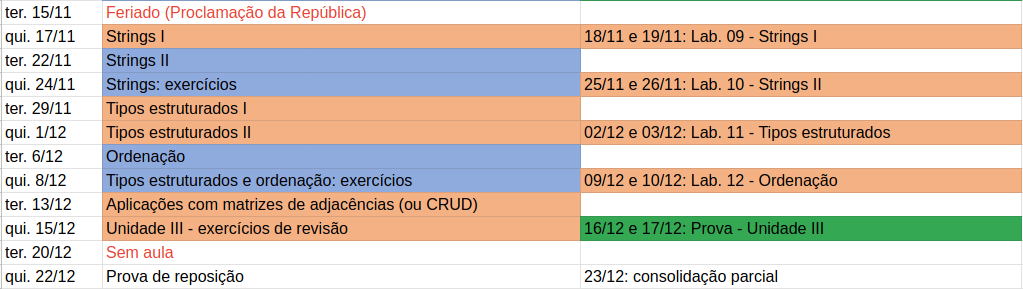 ter. 15/11 Feriado (Proclamação da República)
qui. 17/11 Strings I 18/11 e 19/11: Lab. 09 - Strings I
ter. 22/11 Strings II
qui. 24/11 Strings: exercícios 25/11 e 26/11: Lab. 10 - Strings II
ter. 29/11 Tipos estruturados I
qui. 1/12 Tipos estruturados II 02/12 e 03/12: Lab. 11 - Tipos estruturados
ter. 6/12 Ordenação
qui. 8/12 Tipos estruturados e ordenação: exercícios 09/12 e 10/12: Lab. 12 - Ordenação
ter. 13/12 Aplicações com matrizes de adjacências (ou CRUD)
qui. 15/12 Unidade III - exercícios de revisão 16/12 e 17/12: Prova - Unidade III
ter. 20/12 Sem aula
qui. 22/12 Prova de reposição 23/12: consolidação parcial